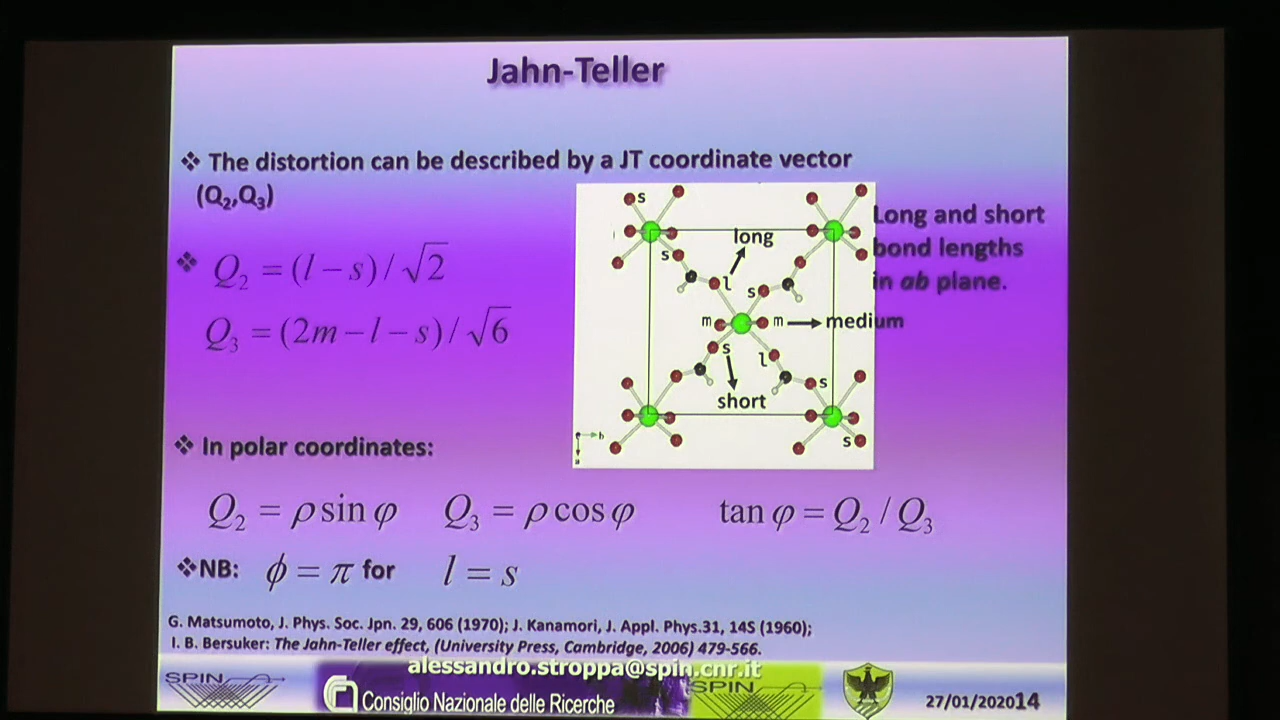 Jahn-Teller
❖ The distortion can be described by a JT coordinate vector
(Q₂,Q₃)
Long and short
bond lengths
in ab plane.
❖ Q₂ = (l − s) / √2
Q₃ = (2m − l − s) / √6
s
long
s
l
s
m
m
medium
s
l
short
s
s
b
a
❖ In polar coordinates:
Q₂ = ρ sin φ Q₃ = ρ cos φ tan φ = Q₂ / Q₃
❖NB: ϕ = π for l = s
G. Matsumoto, J. Phys. Soc. Jpn. 29, 606 (1970); J. Kanamori, J. Appl. Phys.31, 14S (1960);
I. B. Bersuker: The Jahn-Teller effect, (University Press, Cambridge, 2006) 479-566.
alessandro.stroppa@spin.cnr.it
SPIN
Consiglio Nazionale delle Ricerche
SPIN
27/01/2020 14